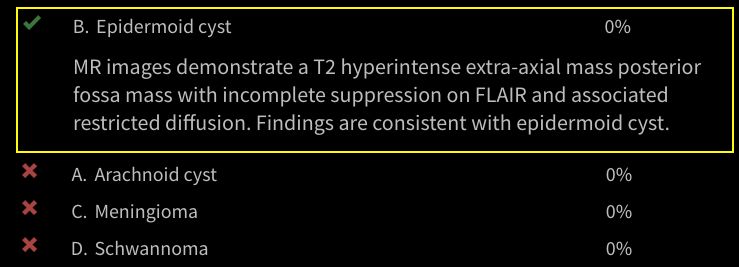 B. Epidermoid cyst 0%
MR images demonstrate a T2 hyperintense extra-axial mass posterior
fossa mass with incomplete suppression on FLAIR and associated
restricted diffusion. Findings are consistent with epidermoid cyst.
A. Arachnoid cyst 0%
C. Meningioma 0%
D. Schwannoma 0%